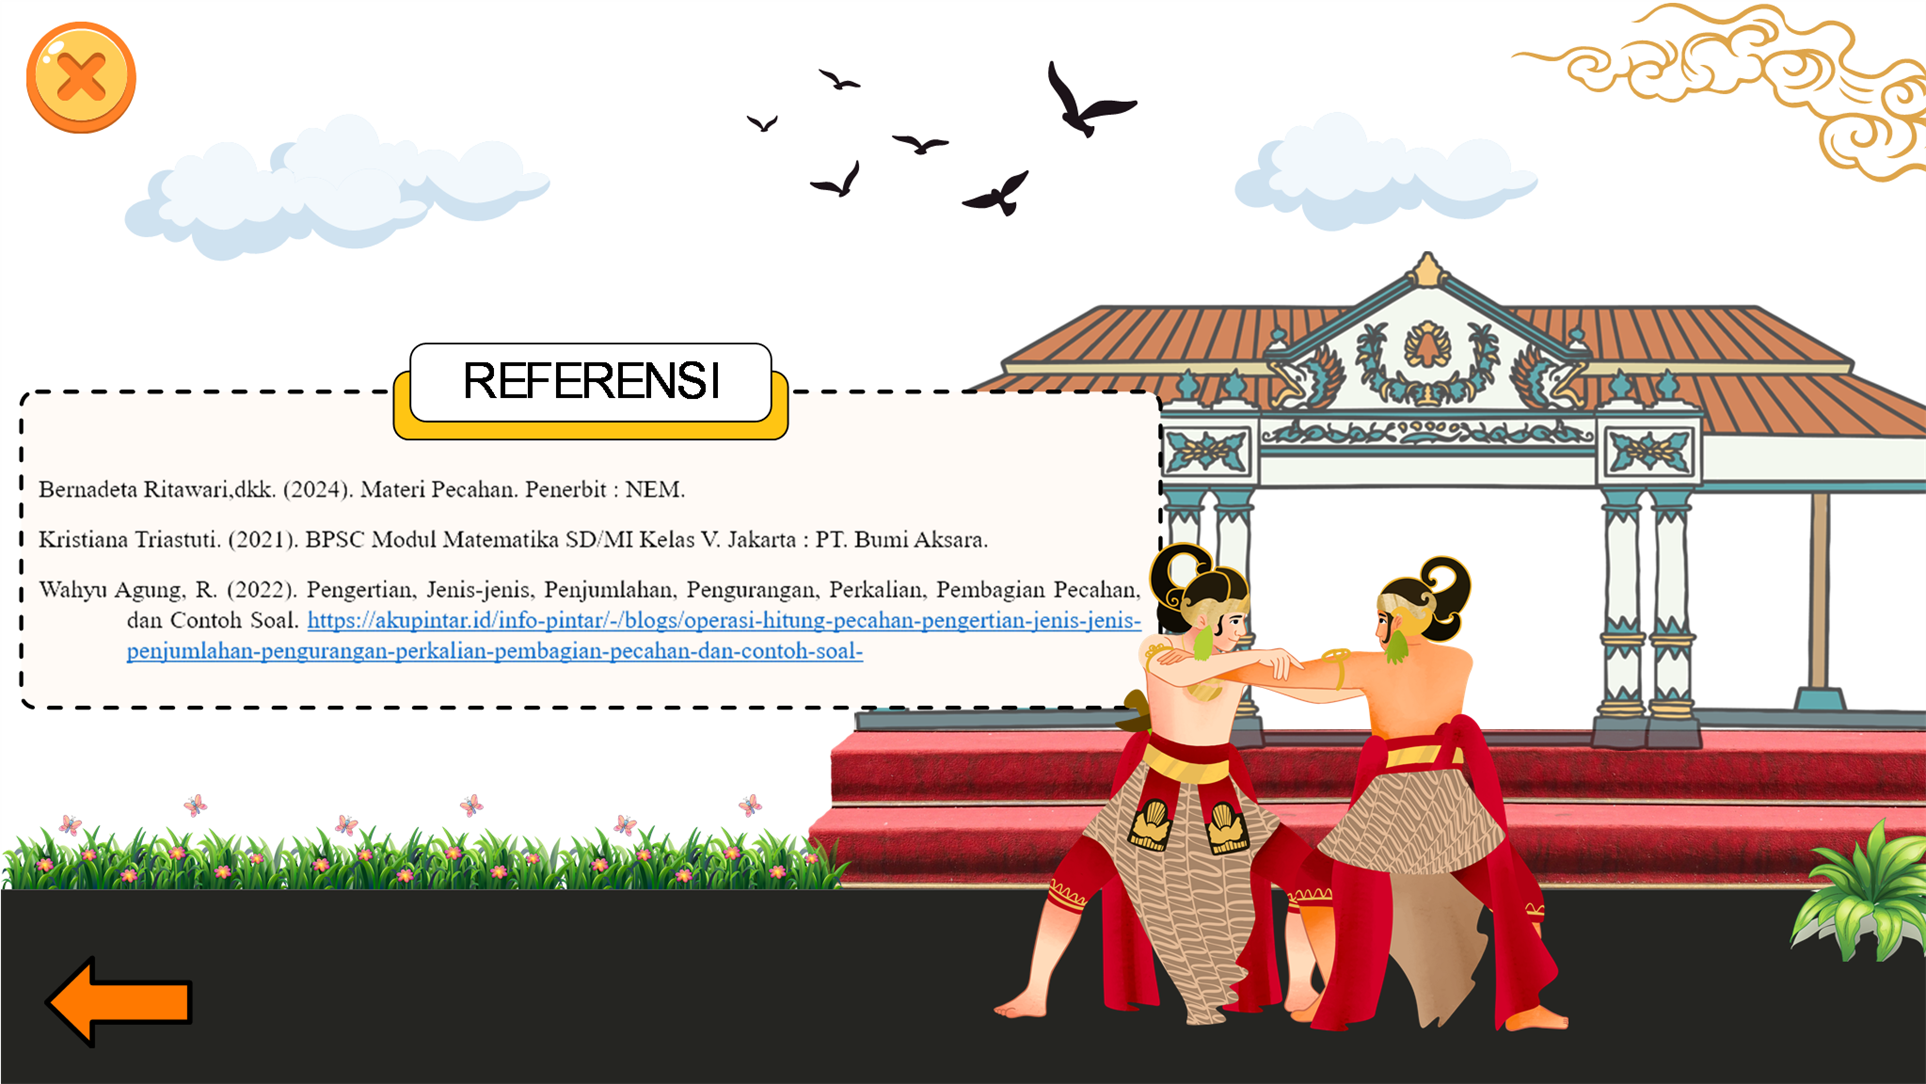 REFERENSI
Bernadeta Ritawari,dkk. (2024). Materi Pecahan. Penerbit : NEM.
Kristiana Triastuti. (2021). BPSC Modul Matematika SD/MI Kelas V. Jakarta : PT. Bumi Aksara.
Wahyu Agung, R. (2022). Pengertian, Jenis-jenis, Penjumlahan, Pengurangan, Perkalian, Pembagian Pecahan,
dan Contoh Soal. https://akupintar.id/info-pintar/-/blogs/operasi-hitung-pecahan-pengertian-jenis-jenis-
penjumlahan-pengurangan-perkalian-pembagian-pecahan-dan-contoh-soal-